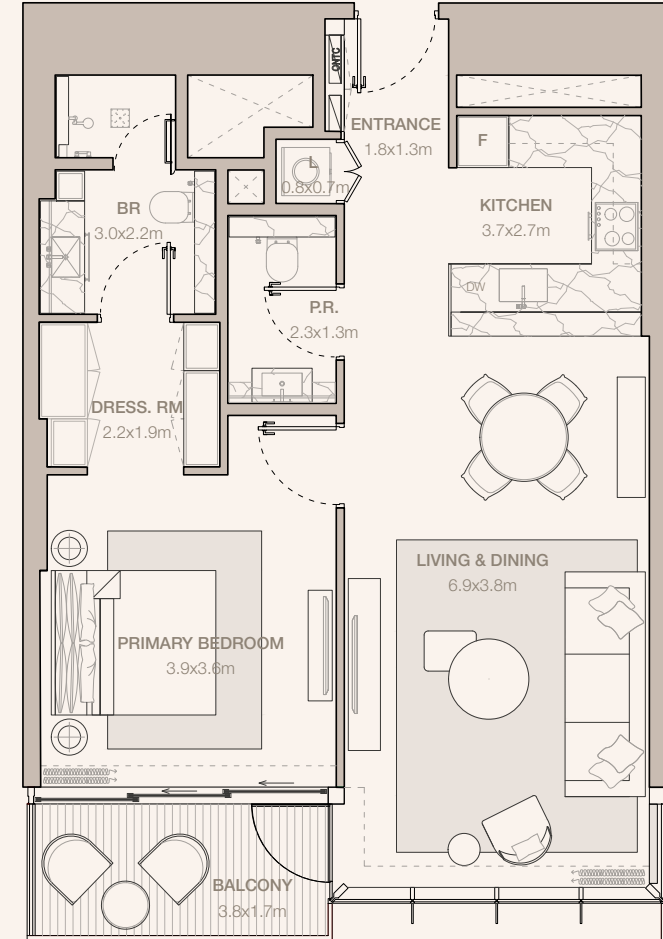 ONTC
ENTRANCE
1.8x1.3m
L
0.8x0.7m
F
KITCHEN
3.7x2.7m
BR
3.0x2.2m
DW
P.R.
2.3x1.3m
DRESS. RM
2.2x1.9m
LIVING & DINING
6.9x3.8m
PRIMARY BEDROOM
3.9x3.6m
BALCONY
3.8x1.7m